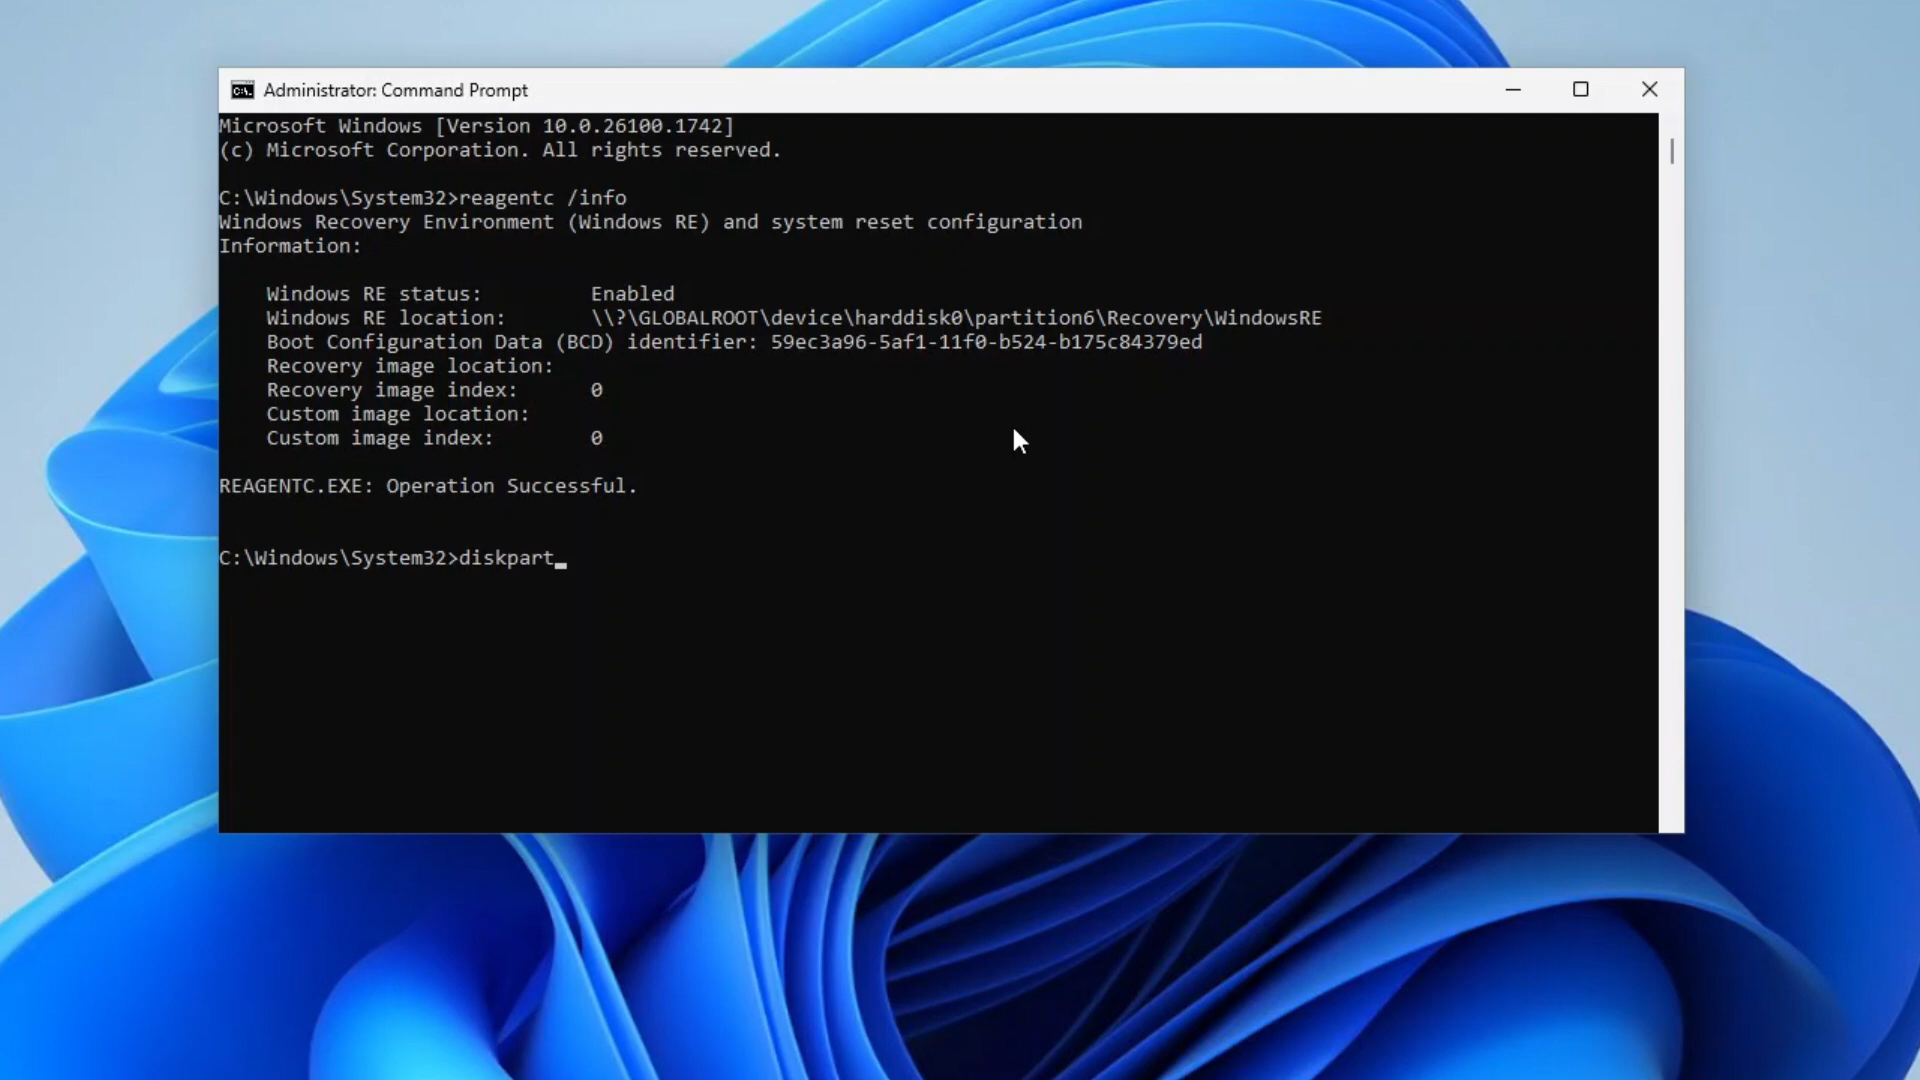 Administrator: Command Prompt
Microsoft Windows [Version 10.0.26100.1742]
(c) Microsoft Corporation. All rights reserved.
C:\Windows\System32>reagentc /info
Windows Recovery Environment (Windows RE) and system reset configuration
Information:
Windows RE status: Enabled
Windows RE location: \\?\GLOBALROOT\device\harddisk0\partition6\Recovery\WindowsRE
Boot Configuration Data (BCD) identifier: 59ec3a96-5af1-11f0-b524-b175c84379ed
Recovery image location:
Recovery image index: 0
Custom image location:
Custom image index: 0
REAGENTC.EXE: Operation Successful.
C:\Windows\System32>diskpart